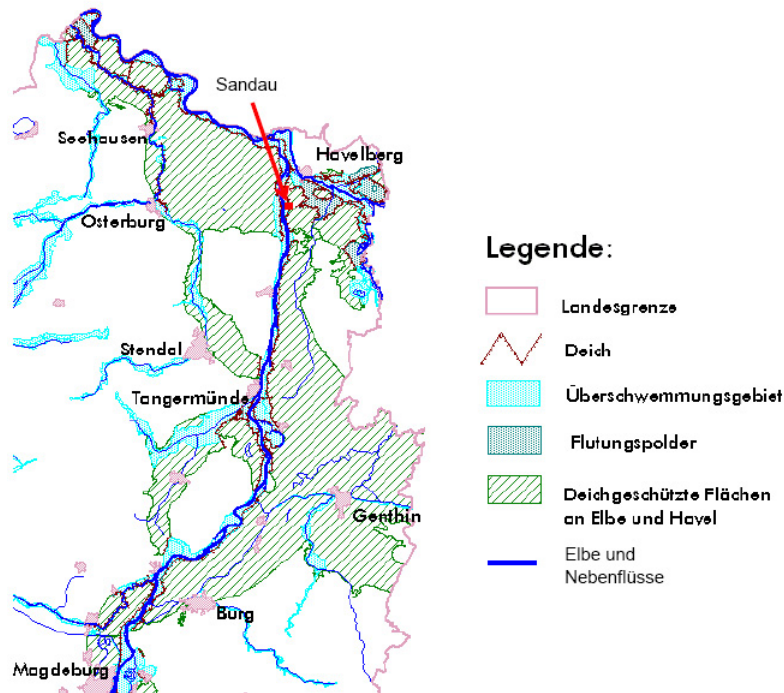 Sandau
Seehausen
Havelberg
Osterburg
Stendal
Tangermünde
Genthin
Burg
Magdeburg
Legende:
Landesgrenze
Deich
Überschwemmungsgebiet
Flutungspolder
Deichgeschützte Flächen
an Elbe und Havel
Elbe und
Nebenflüsse